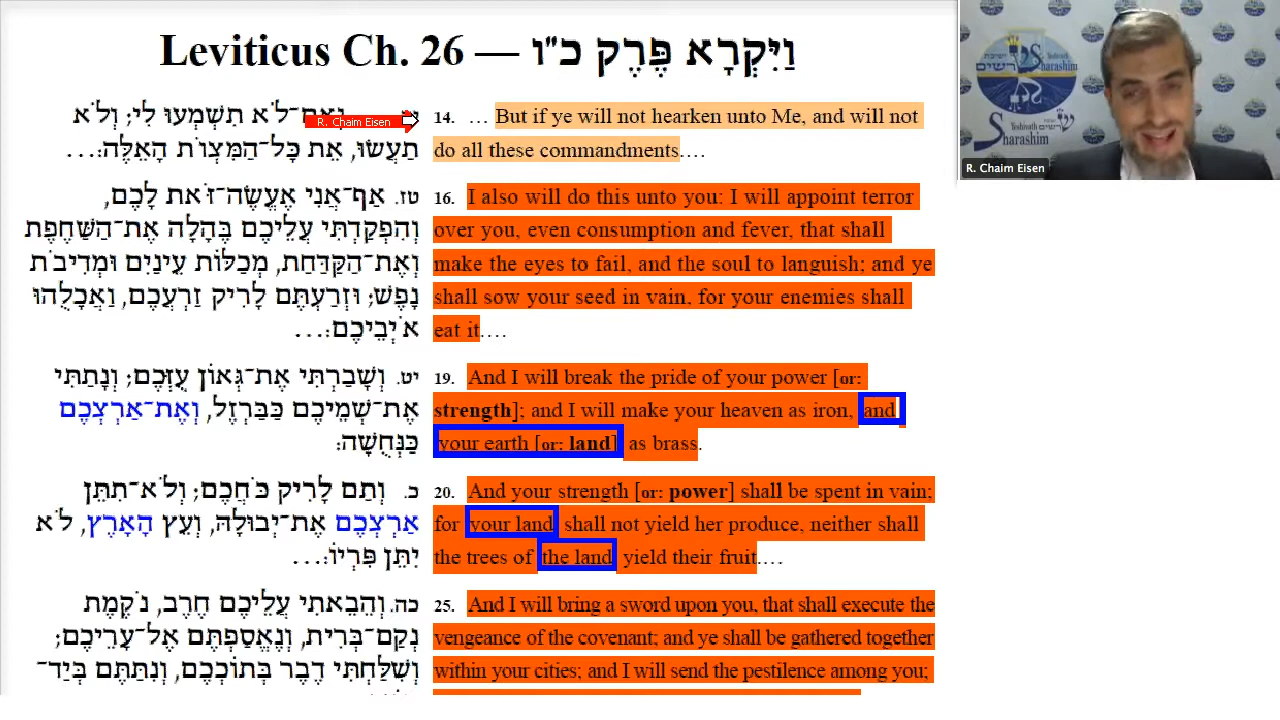 Leviticus Ch. 26 — וַיִּקְרָא פֶּרֶק כ"ו
תִשְׁמְעוּ לִי; וְלֹא
תַעֲשׂוּ, אֵת כָּל־הַמִּצְוֹת הָאֵלֶּה:...
R. Chaim Eisen
14. ... But if ye will not hearken unto Me, and will not
do all these commandments....
טז. אַף־אֲנִי אֶעֱשֶׂה־זֹּאת לָכֶם,
וְהִפְקַדְתִּי עֲלֵיכֶם בֶּהָלָה אֶת־הַשַּׁחֶפֶת
וְאֶת־הַקַּדַּחַת, מְכַלּוֹת עֵינַיִם וּמְדִיבֹת
נָפֶשׁ; וּזְרַעְתֶּם לָרִיק זַרְעֲכֶם, וַאֲכָלֻהוּ
אֹיְבֵיכֶם:...
16. I also will do this unto you: I will appoint terror
over you, even consumption and fever, that shall
make the eyes to fail, and the soul to languish; and ye
shall sow your seed in vain, for your enemies shall
eat it....
יט. וְשָׁבַרְתִּי אֶת־גְּאוֹן עֻזְּכֶם; וְנָתַתִּי
אֶת־שְׁמֵיכֶם כַּבַּרְזֶל, וְאֶת־אַרְצְכֶם
כַּנְּחֻשָׁה:
19. And I will break the pride of your power [or:
strength]; and I will make your heaven as iron, and
your earth [or: land] as brass.
כ. וְתַם לָרִיק כֹּחֲכֶם; וְלֹא־תִתֵּן
אַרְצְכֶם אֶת־יְבוּלָהּ, וְעֵץ הָאָרֶץ, לֹא
יִתֵּן פִּרְיוֹ:...
20. And your strength [or: power] shall be spent in vain;
for your land shall not yield her produce, neither shall
the trees of the land yield their fruit....
כה. וְהֵבֵאתִי עֲלֵיכֶם חֶרֶב, נֹקֶמֶת
נְקַם־בְּרִית, וְנֶאֱסַפְתֶּם אֶל־עָרֵיכֶם;
וְשִׁלַּחְתִּי דֶבֶר בְּתוֹכְכֶם, וְנִתַּתֶּם בְּיַד־
25. And I will bring a sword upon you, that shall execute the
vengeance of the covenant; and ye shall be gathered together
within your cities; and I will send the pestilence among you;
Sharashim
שרשים
Yeshivath
Sharashim
R. Chaim Eisen